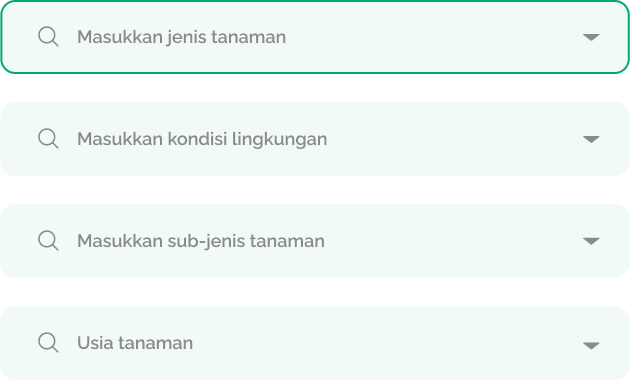 Masukkan jenis tanaman
Masukkan kondisi lingkungan
Masukkan sub-jenis tanaman
Usia tanaman